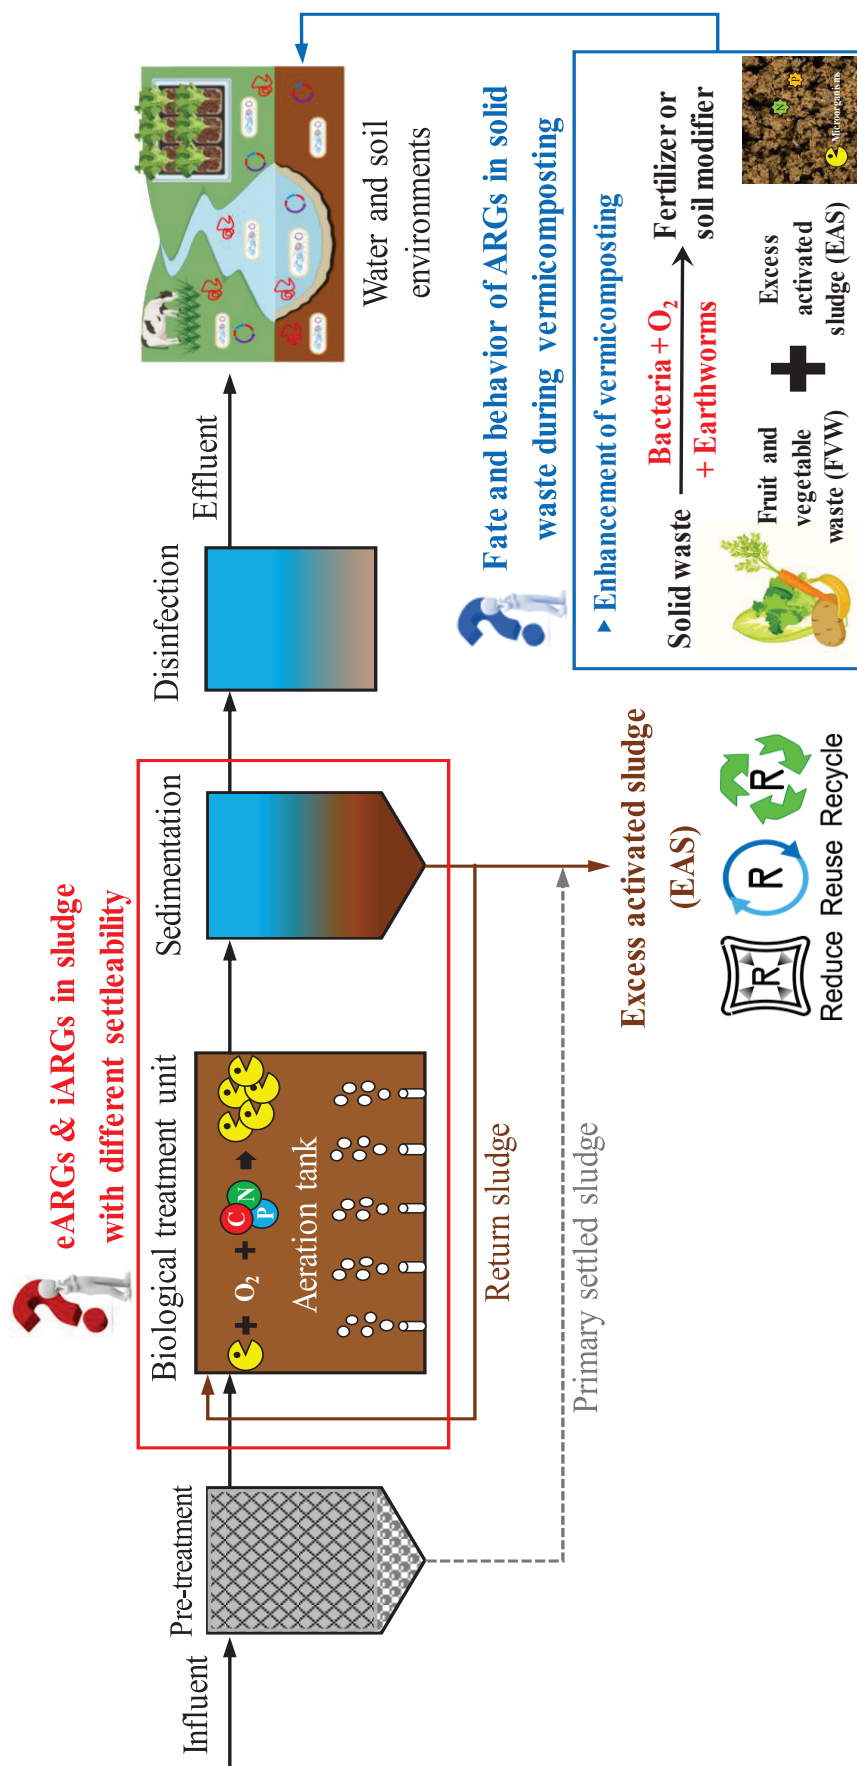 eARGs & iARGs in sludge
with different settleability
Influent
Pre-treatment
Biological treatment unit
+ O2 +
C
N
P
Aeration tank
Sedimentation
Disinfection
Effluent
Water and soil
environments
Return sludge
Primary settled sludge
Excess activated sludge
(EAS)
R
R
R
Reduce Reuse Recycle
Fate and behavior of ARGs in solid
waste during vermicomposting
▸ Enhancement of vermicomposting
Solid waste
Bacteria + O2
+ Earthworms
Fertilizer or
soil modifier
Fruit and
vegetable
waste (FVW)
+
Excess
activated
sludge (EAS)
N
P
Microorganisms